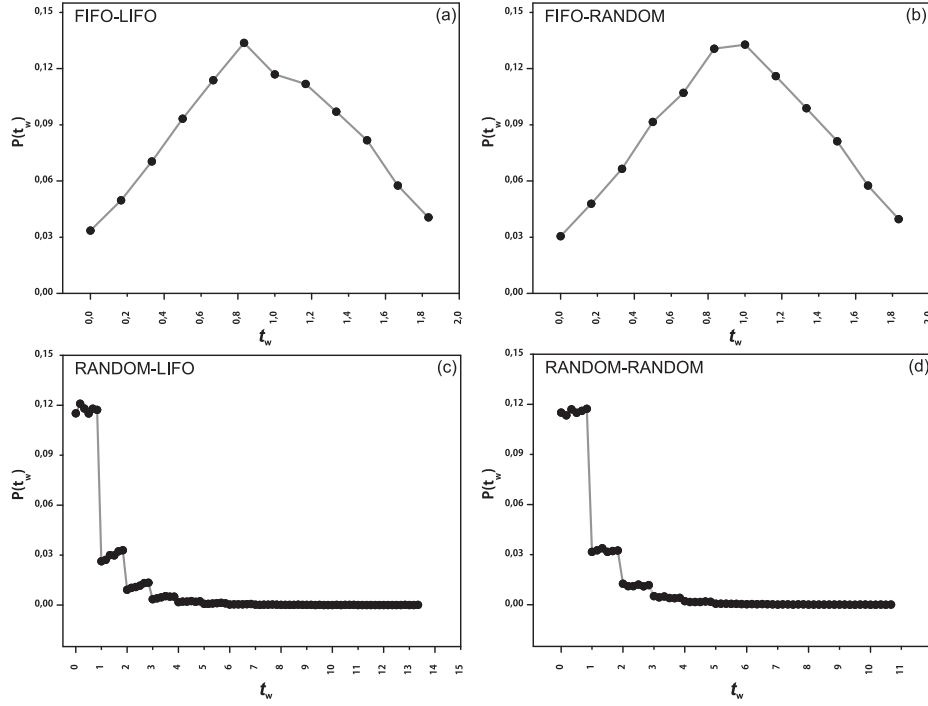 FIFO-LIFO (a)
0,15
0,12
0,09
0,06
0,03
0,00
P(t_w)
0,0 0,2 0,4 0,6 0,8 1,0 1,2 1,4 1,6 1,8 2,0
t_w
FIFO-RANDOM (b)
0,15
0,12
0,09
0,06
0,03
0,00
P(t_w)
0,0 0,2 0,4 0,6 0,8 1,0 1,2 1,4 1,6 1,8 2,0
t_w
RANDOM-LIFO (c)
0,15
0,12
0,09
0,06
0,03
0,00
P(t_w)
0 1 2 3 4 5 6 7 8 9 10 11 12 13 14 15
t_w
RANDOM-RANDOM (d)
0,15
0,12
0,09
0,06
0,03
0,00
P(t_w)
0 1 2 3 4 5 6 7 8 9 10 11
t_w